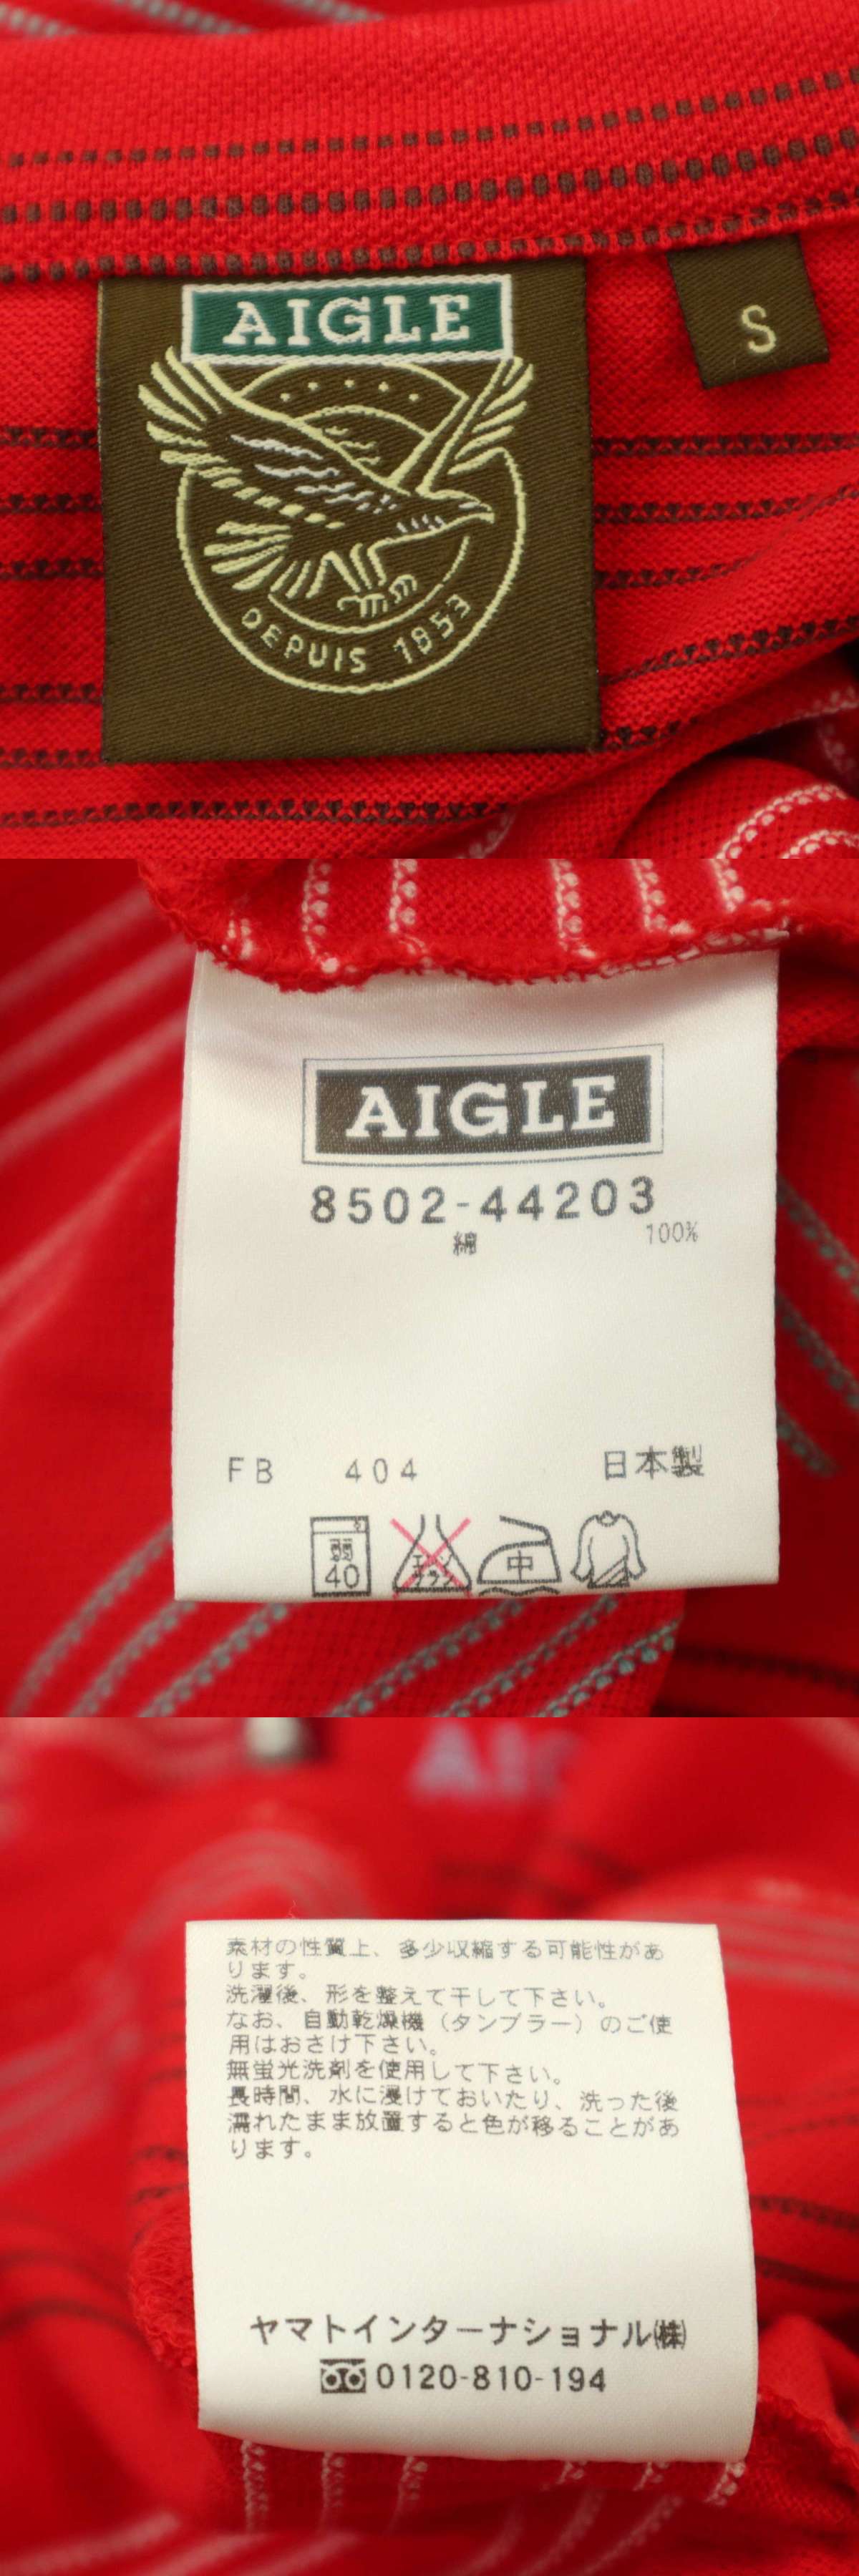 AIGLE
S
DEPUIS 1853
AIGLE
8502-44203
綿 100%
FB 404 日本製
弱
40
エンソ
サラシ
中
AIG
素材の性質上、多少収縮する可能性があ
ります。
洗濯後、形を整えて干して下さい。
なお、自動乾燥機（タンブラー）のご使
用はおさけ下さい。
無蛍光洗剤を使用して下さい。
長時間、水に浸けておいたり、洗った後
濡れたまま放置すると色が移ることがあ
ります。
ヤマトインターナショナル㈱
0120-810-194